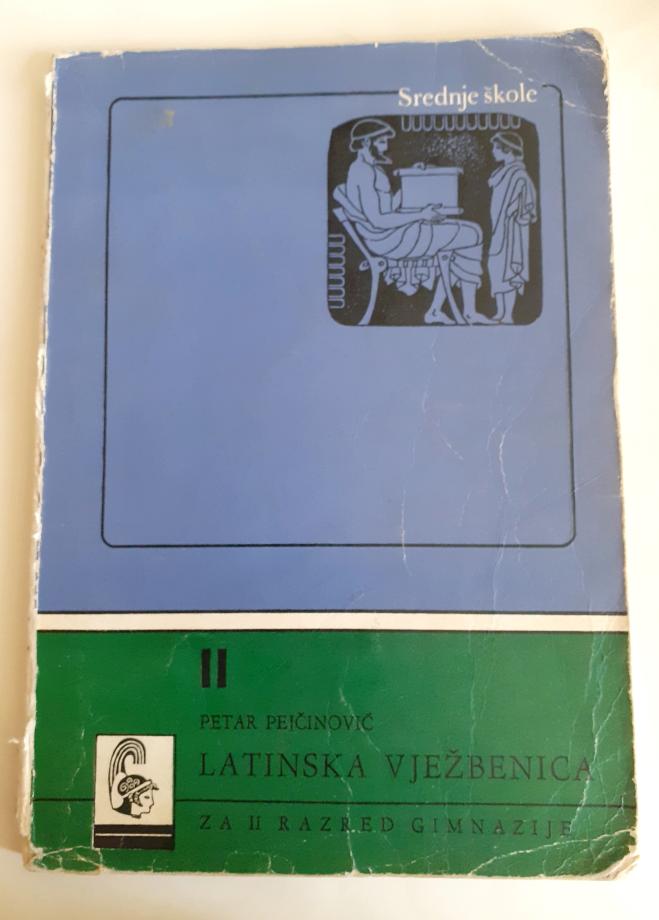 Srednje škole
II
PETAR PEJČINOVIĆ
LATINSKA VJEŽBENICA
ZA II RAZRED GIMNAZIJE